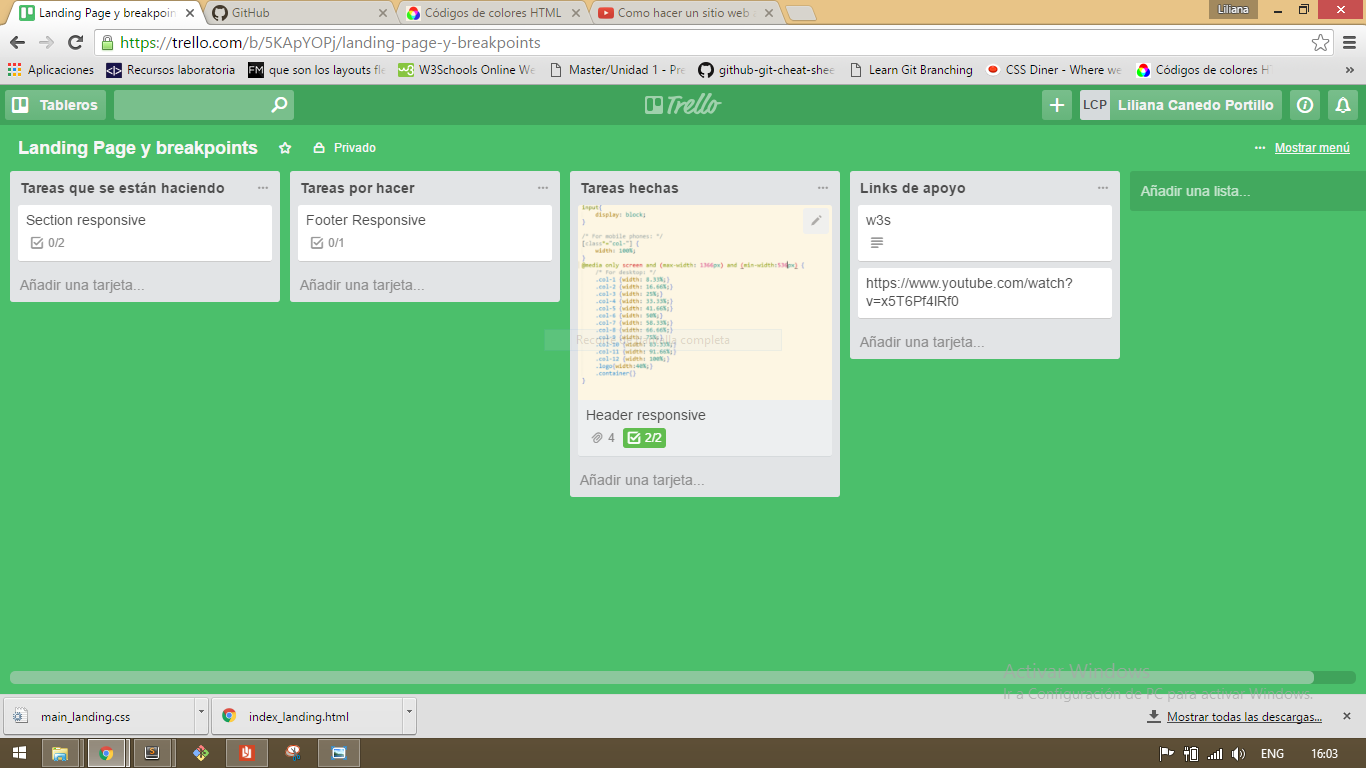 Landing Page y breakpoin
GitHub
Códigos de colores HTML
Como hacer un sitio web
Liliana
https://trello.com/b/5KApYOPj/landing-page-y-breakpoints
Aplicaciones
Recursos laboratoria
FM que son los layouts fle
W3Schools Online We
Master/Unidad 1 - Pre
github-git-cheat-shee
Learn Git Branching
CSS Diner - Where we
Códigos de colores HT
»
Tableros
Trello
LCP Liliana Canedo Portillo
Landing Page y breakpoints
Privado
Mostrar menú
Tareas que se están haciendo
Section responsive
0/2
Añadir una tarjeta...
Tareas por hacer
Footer Responsive
0/1
Añadir una tarjeta...
Tareas hechas
input{
display: block;
}
/* For mobile phones: */
[class*="col-"] {
width: 100%;
}
@media only screen and (max-width: 1366px) and (min-width:536px) {
/* For desktop: */
.col-1 {width: 8.33%;}
.col-2 {width: 16.66%;}
.col-3 {width: 25%;}
.col-4 {width: 33.33%;}
.col-5 {width: 41.66%;}
.col-6 {width: 50%;}
.col-7 {width: 58.33%;}
.col-8 {width: 66.66%;}
.col-9 {width: 75%;}
.col-10 {width: 83.33%;}
.col-11 {width: 91.66%;}
.col-12 {width: 100%;}
.logo{width:40%;}
.container{}
}
completa
Header responsive
4
2/2
Añadir una tarjeta...
Links de apoyo
w3s
https://www.youtube.com/watch?
v=x5T6Pf4lRf0
Añadir una tarjeta...
Añadir una lista...
Activar Windows
Ir a Configuración de PC para activar Windows.
main_landing.css
index_landing.html
Mostrar todas las descargas...
ENG
16:03